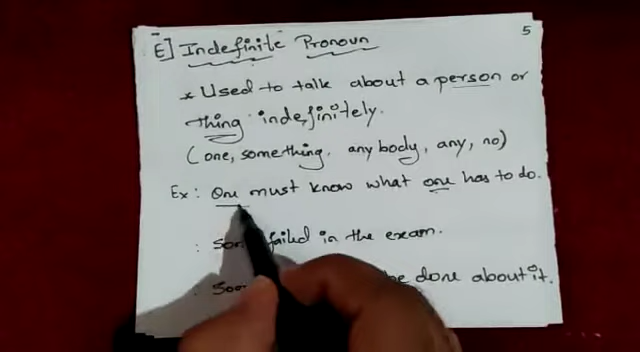 E] Indefinite Pronoun
5
* Used to talk about a person or
thing indefinitely.
(one, something, any body, any, no)
Ex: One must know what one has to do.
: failed in the exam.
: done about it.